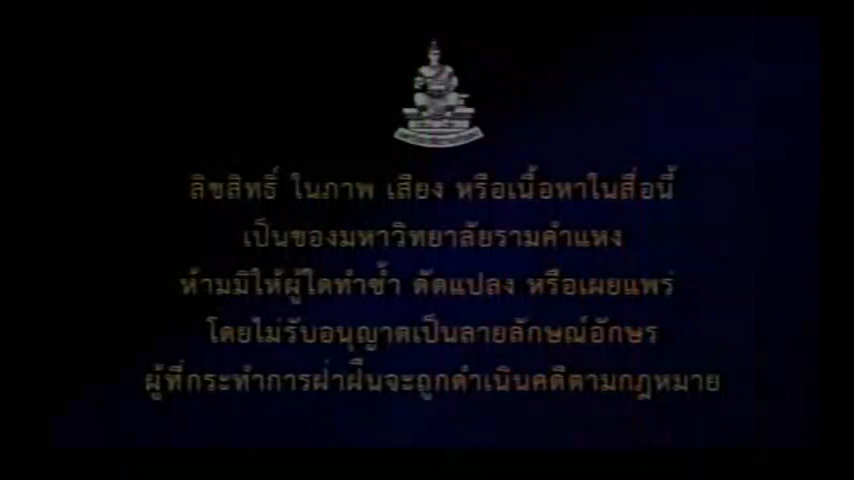 ลิขสิทธิ์ ในภาพ เสียง หรือเนื้อหาในสื่อนี้
เป็นของมหาวิทยาลัยรามคำแหง
ห้ามมิให้ผู้ใดทำซ้ำ ดัดแปลง หรือเผยแพร่
โดยไม่รับอนุญาตเป็นลายลักษณ์อักษร
ผู้ที่กระทำการฝ่าฝืนจะถูกดำเนินคดีตามกฎหมาย